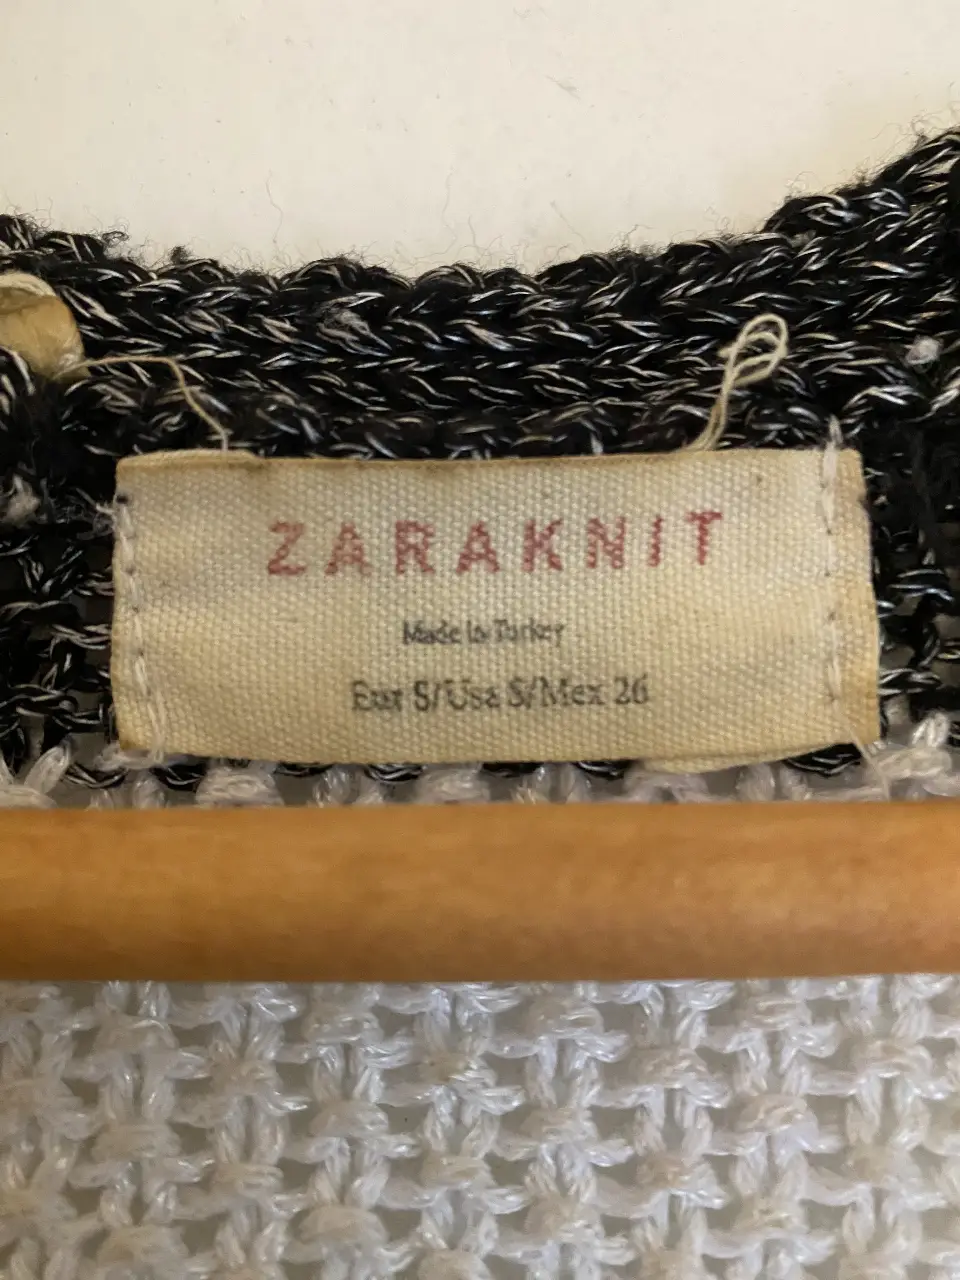 ZARAKNIT
Made in Turkey
Eur S/Usa S/Mex 26